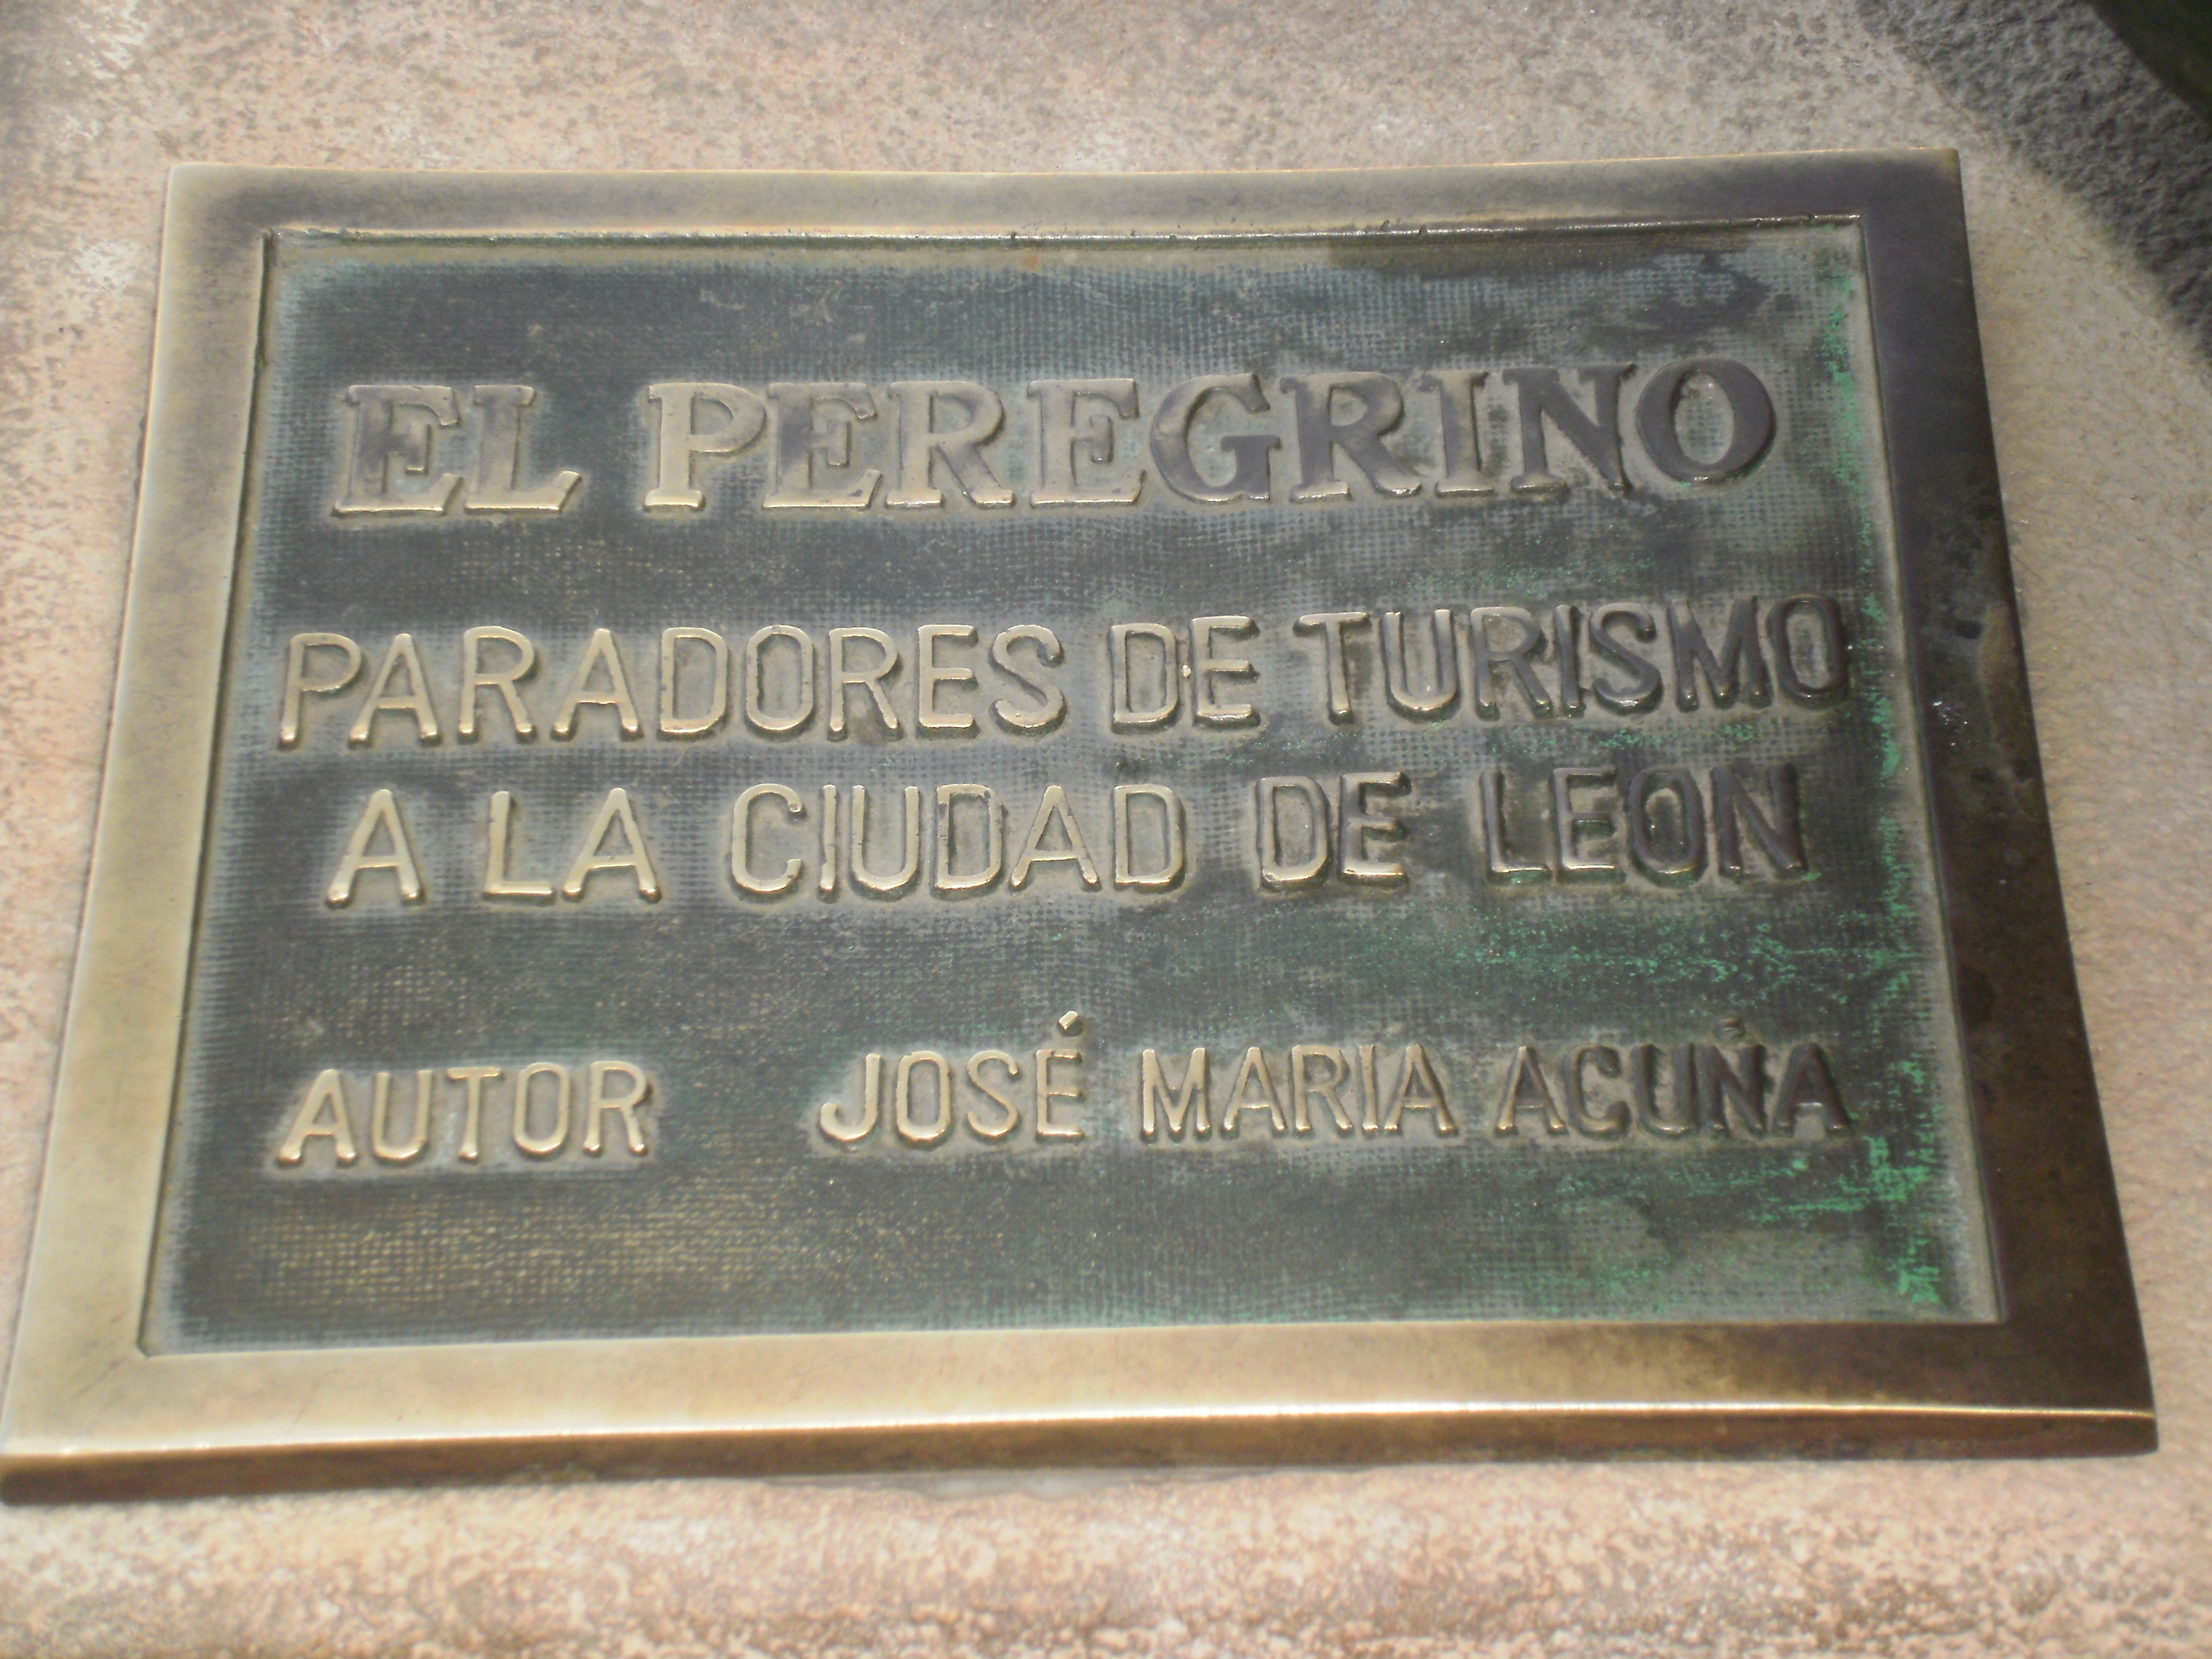 EL PEREGRINO
PARADORES DE TURISMO
A LA CIUDAD DE LEON
AUTOR JOSÉ MARIA ACUÑA